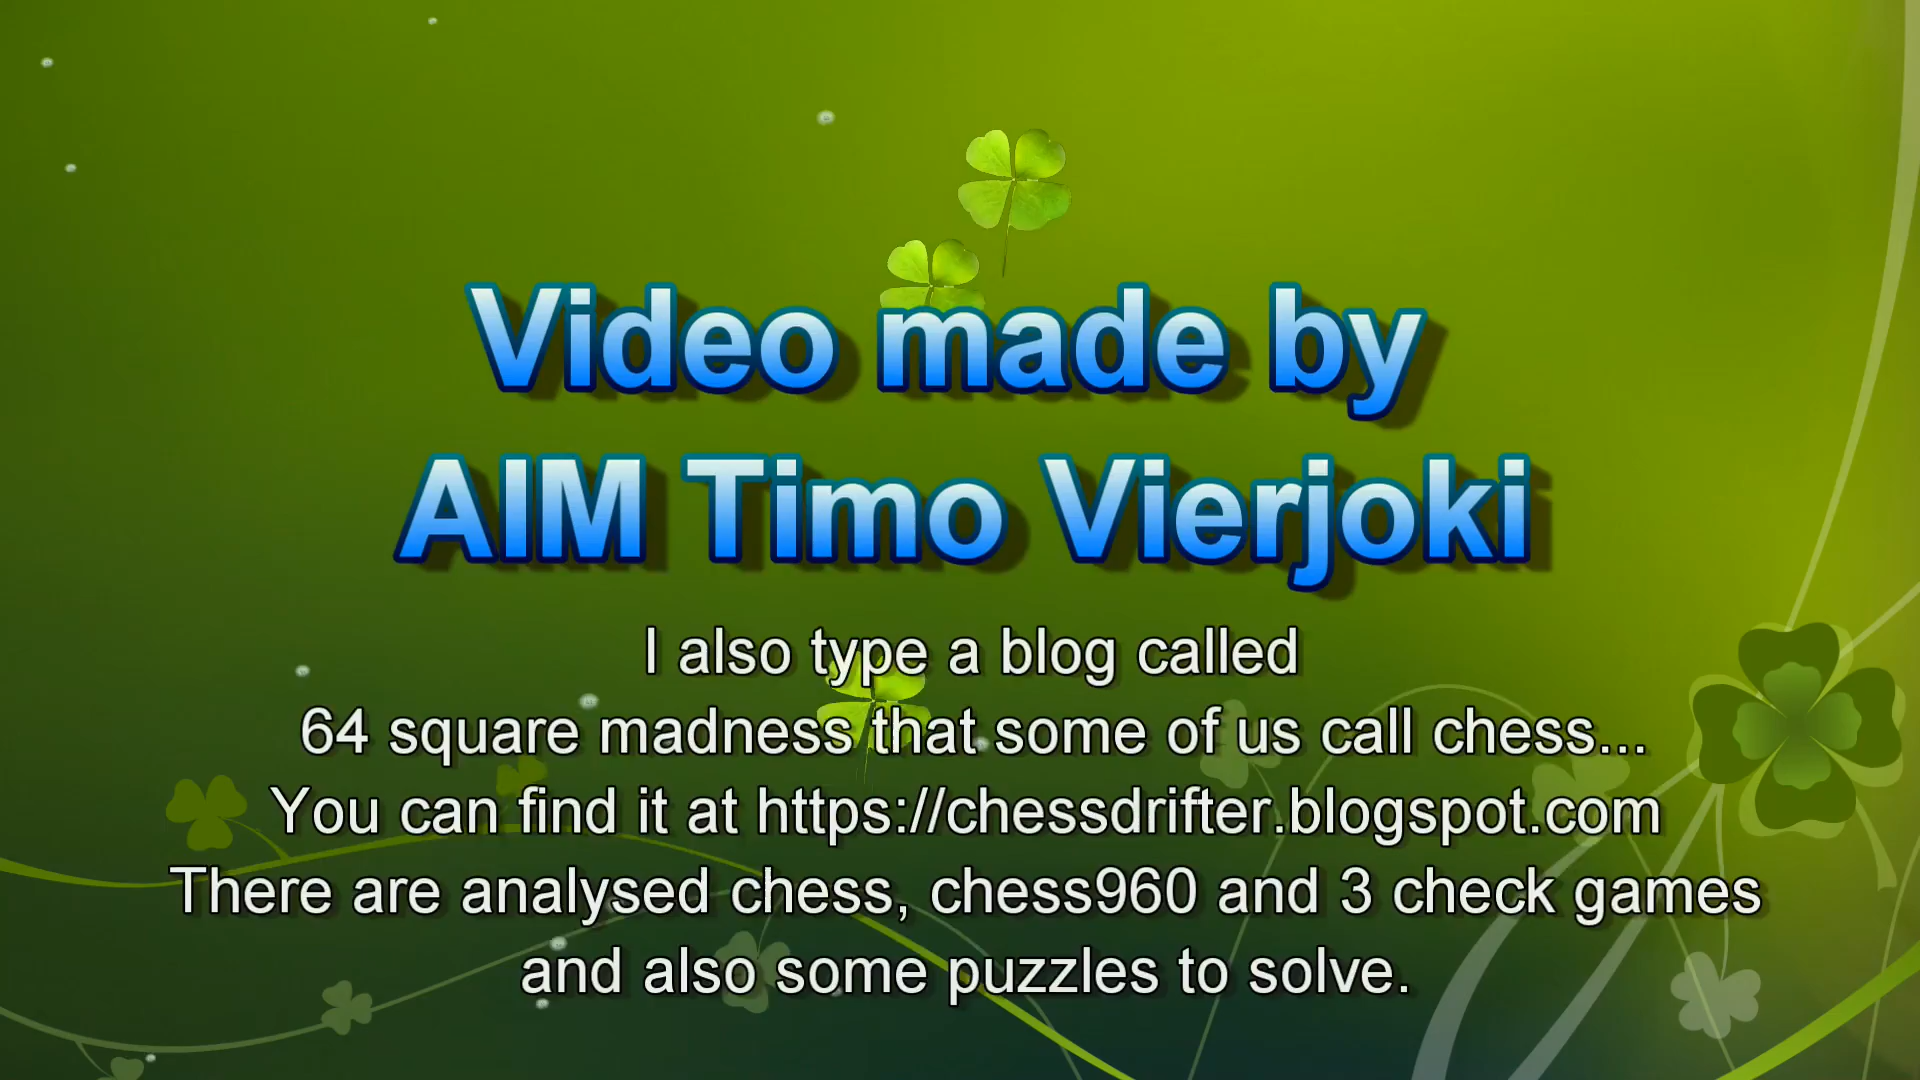 Video made by
AIM Timo Vierjoki
I also type a blog called
64 square madness that some of us call chess...
You can find it at https://chessdrifter.blogspot.com
There are analysed chess, chess960 and 3 check games
and also some puzzles to solve.